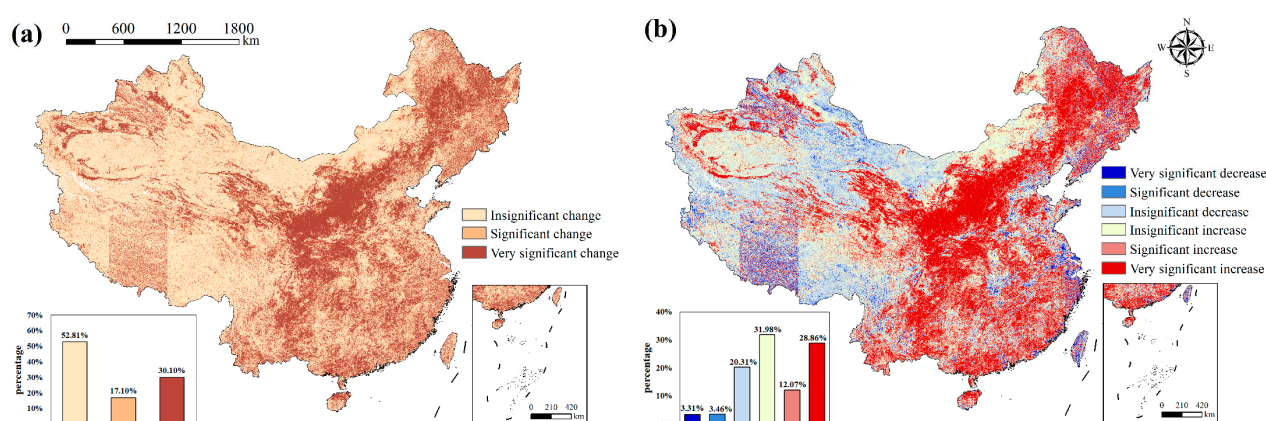 (a)
0 600 1200 1800
km
Insignificant change
Significant change
Very significant change
70%
60%
50%
40%
30%
20%
10%
percentage
52.81%
17.10%
30.10%
0 210 420
km
(b)
N
W E
S
Very significant decrease
Significant decrease
Insignificant decrease
Insignificant increase
Significant increase
Very significant increase
40%
30%
20%
10%
percentage
3.31%
3.46%
20.31%
31.98%
12.07%
28.86%
0 210 420
km